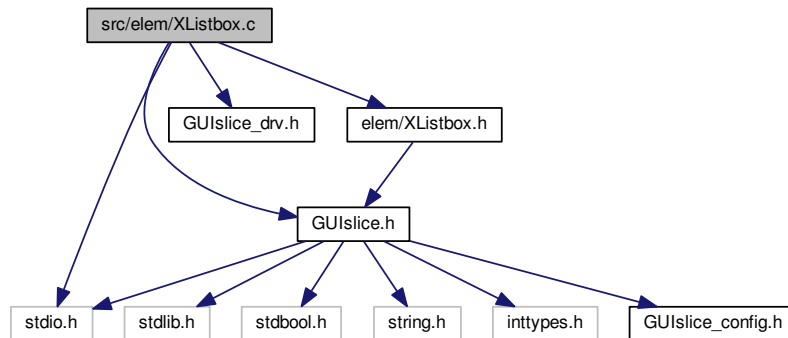 src/elem/XListbox.c
GUIslice_drv.h
elem/XListbox.h
GUIslice.h
stdio.h
stdlib.h
stdbool.h
string.h
inttypes.h
GUIslice_config.h